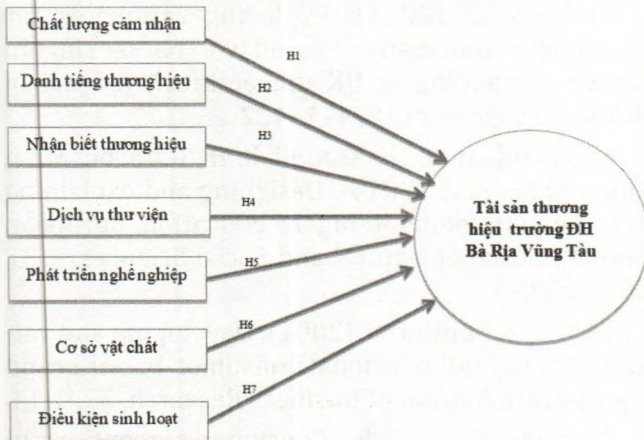 Chất lượng cảm nhận
H1
Danh tiếng thương hiệu
H2
Nhận biết thương hiệu
H3
Dịch vụ thư viện
H4
Phát triển nghề nghiệp
H5
Cơ sở vật chất
H6
Điều kiện sinh hoạt
H7
Tài sản thương
hiệu trường ĐH
Bà Rịa Vũng Tàu